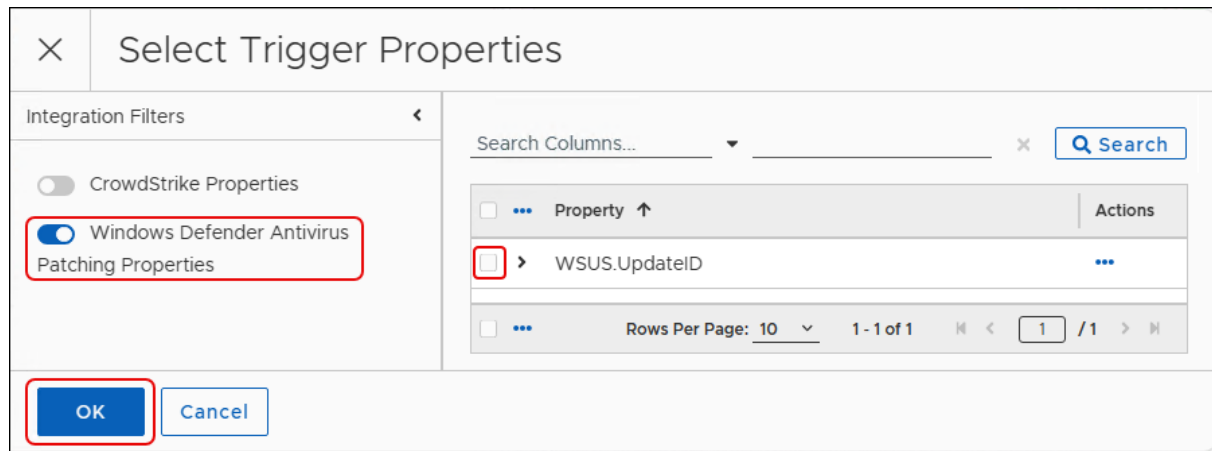 Select Trigger Properties
Integration Filters
CrowdStrike Properties
Windows Defender Antivirus
Patching Properties
Search Columns...
Search
Property
Actions
WSUS.UpdateID
Rows Per Page: 10
1 - 1 of 1
1 / 1
OK
Cancel